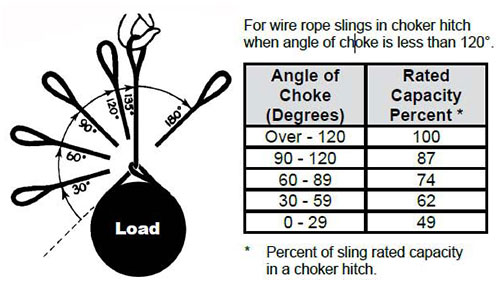 For wire rope slings in choker hitch
when angle of choke is less than 120°.
Angle of Choke (Degrees) Rated Capacity Percent *
Over - 120 100
90 - 120 87
60 - 89 74
30 - 59 62
0 - 29 49
* Percent of sling rated capacity
in a choker hitch.
30°
60°
90°
120°
135°
180°
Load